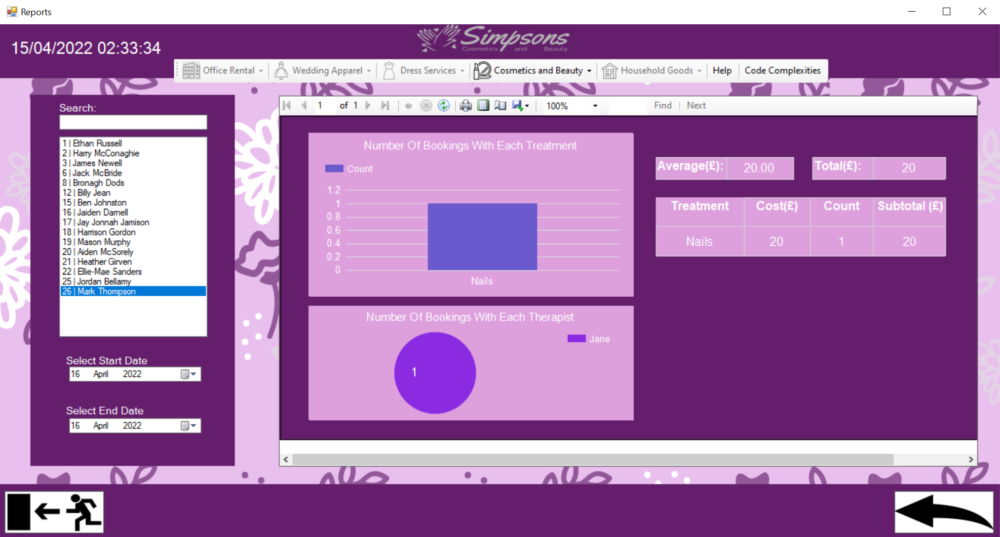 Reports
15/04/2022 02:33:34
Simpsons
Cosmetics and Beauty
Office Rental
Wedding Apparel
Dress Services
Cosmetics and Beauty
Household Goods
Help
Code Complexities
Search:
1 | Ethan Russell
2 | Harry McConaghie
3 | James Newell
6 | Jack McBride
8 | Bronagh Dods
12 | Billy Jean
15 | Ben Johnston
16 | Jaiden Darnell
17 | Jay Jonnah Jamison
18 | Harrison Gordon
19 | Mason Murphy
20 | Aiden McSorely
21 | Heather Girven
22 | Ellie-Mae Sanders
25 | Jordan Bellamy
26 | Mark Thompson
Select Start Date
16 April 2022
Select End Date
16 April 2022
1 of 1
100%
Find | Next
Number Of Bookings With Each Treatment
Count
1.2
1
0.8
0.6
0.4
0.2
0
Nails
Number Of Bookings With Each Therapist
Jane
1
Average(£): 20.00
Total(£): 20
Treatment Cost(£) Count Subtotal (£)
Nails 20 1 20